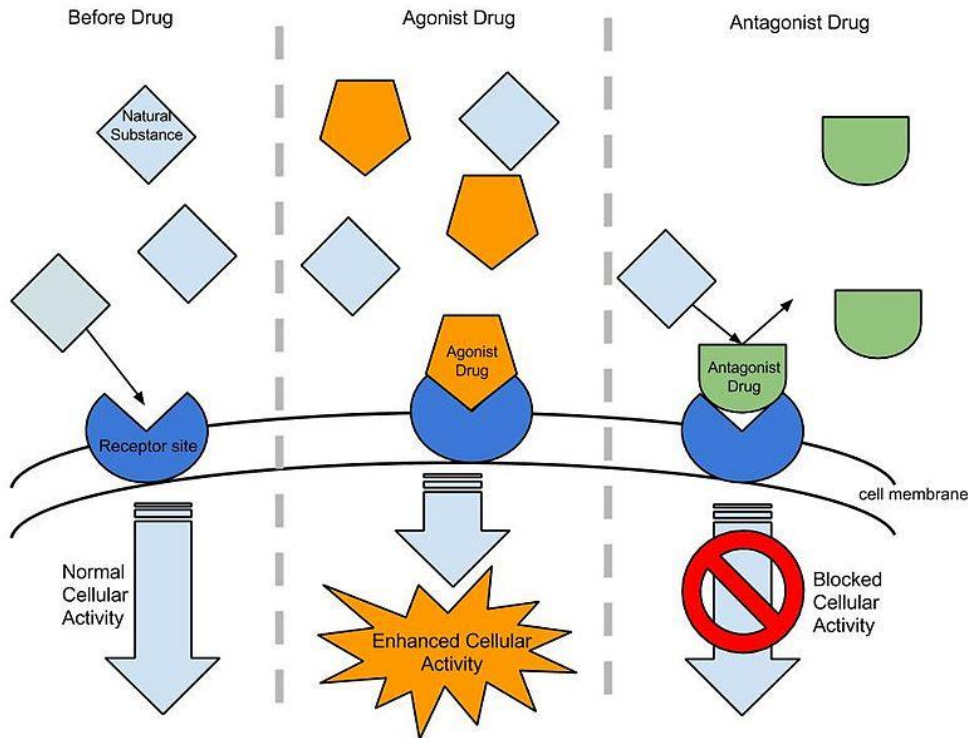 Before Drug
Agonist Drug
Antagonist Drug
Natural
Substance
Agonist
Drug
Antagonist
Drug
Receptor site
cell membrane
Normal
Cellular
Activity
Enhanced Cellular
Activity
Blocked
Cellular
Activity